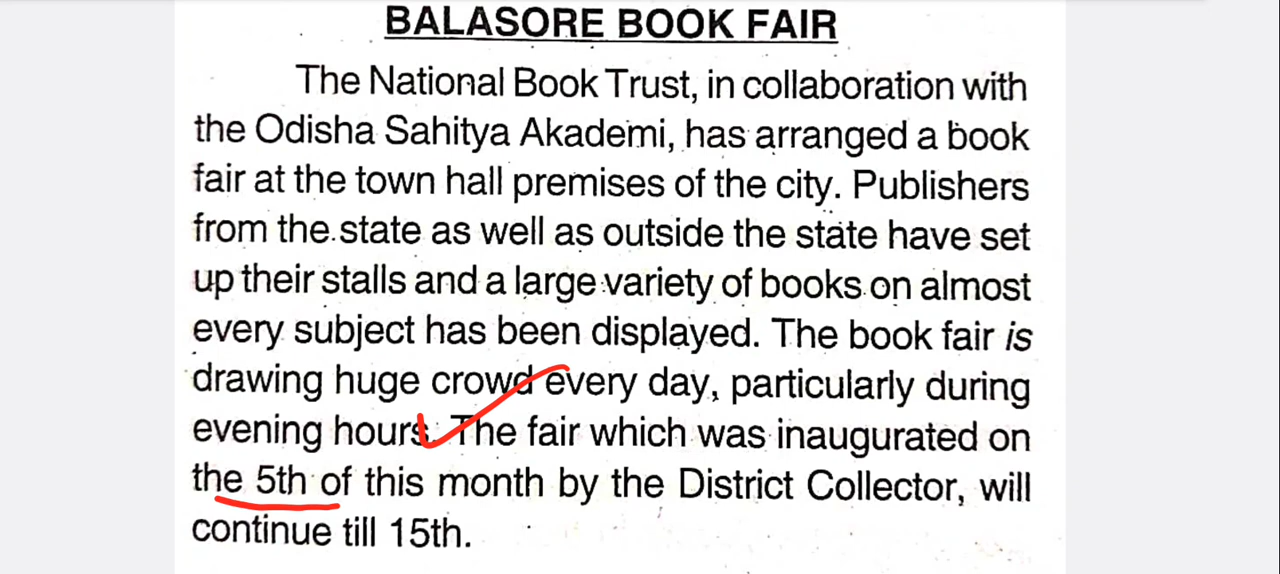 BALASORE BOOK FAIR
The National Book Trust, in collaboration with
the Odisha Sahitya Akademi, has arranged a book
fair at the town hall premises of the city. Publishers
from the state as well as outside the state have set
up their stalls and a large variety of books on almost
every subject has been displayed. The book fair is
drawing huge crowd every day, particularly during
evening hours. The fair which was inaugurated on
the 5th of this month by the District Collector, will
continue till 15th.